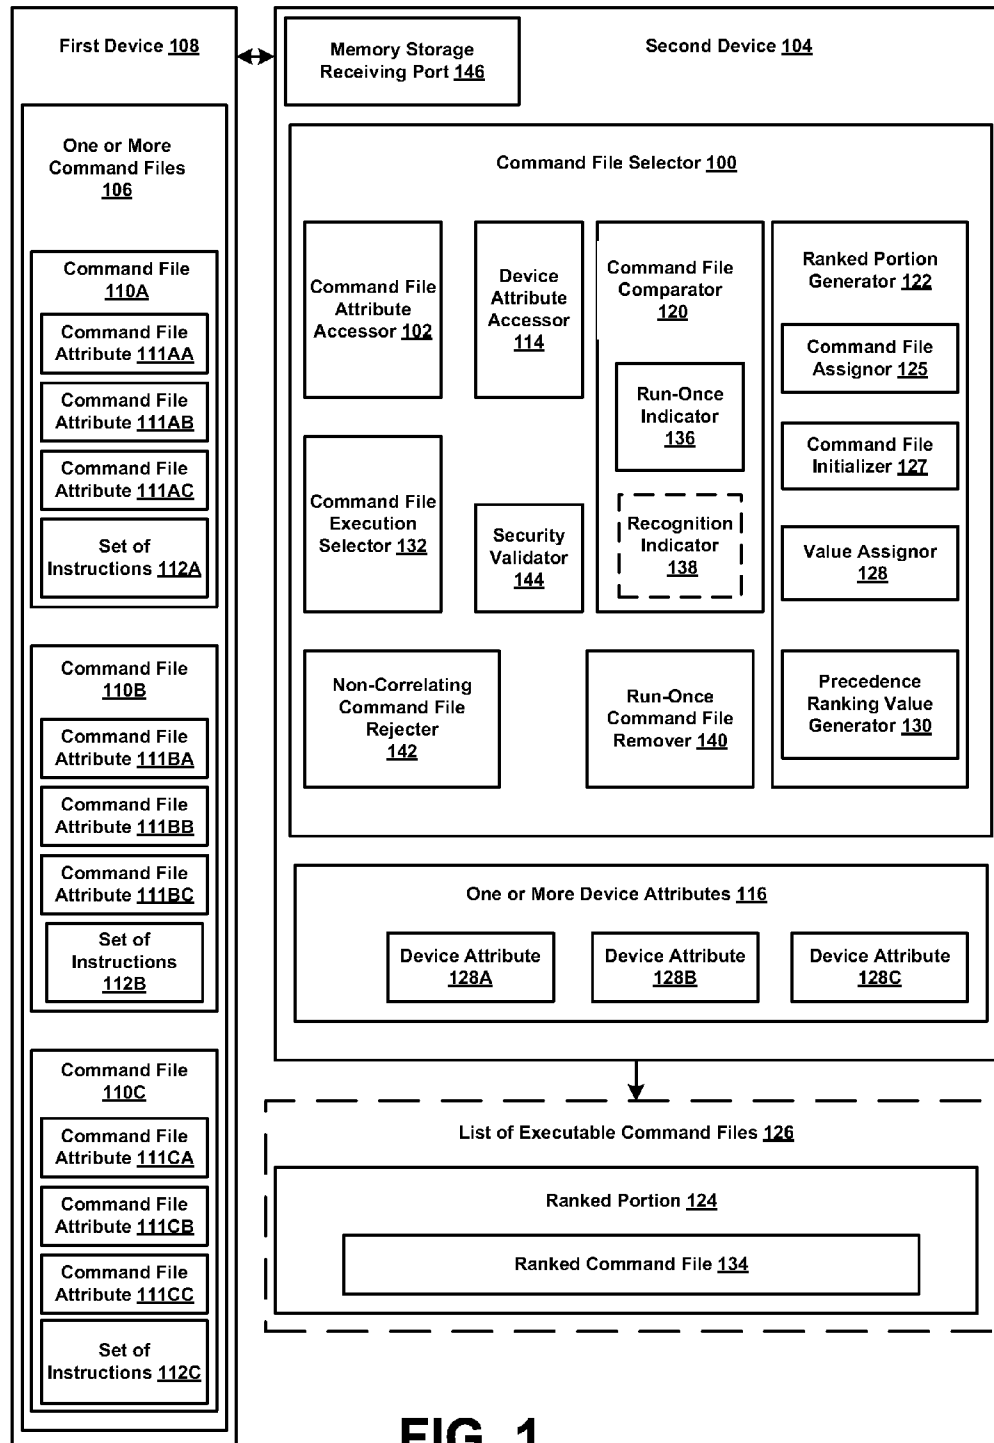 First Device 108
One or More
Command Files
106
Command File
110A
Command File
Attribute 111AA
Command File
Attribute 111AB
Command File
Attribute 111AC
Set of
Instructions 112A
Command File
110B
Command File
Attribute 111BA
Command File
Attribute 111BB
Command File
Attribute 111BC
Set of
Instructions
112B
Command File
110C
Command File
Attribute 111CA
Command File
Attribute 111CB
Command File
Attribute 111CC
Set of
Instructions 112C
Memory Storage
Receiving Port 146
Second Device 104
Command File Selector 100
Command File
Attribute
Accessor 102
Device
Attribute
Accessor
114
Command File
Comparator
120
Run-Once
Indicator
136
Recognition
Indicator
138
Ranked Portion
Generator 122
Command File
Assignor 125
Command File
Initializer 127
Value Assignor
128
Precedence
Ranking Value
Generator 130
Command File
Execution
Selector 132
Security
Validator
144
Non-Correlating
Command File
Rejecter
142
Run-Once
Command File
Remover 140
One or More Device Attributes 116
Device Attribute
128A
Device Attribute
128B
Device Attribute
128C
List of Executable Command Files 126
Ranked Portion 124
Ranked Command File 134
FIG. 1